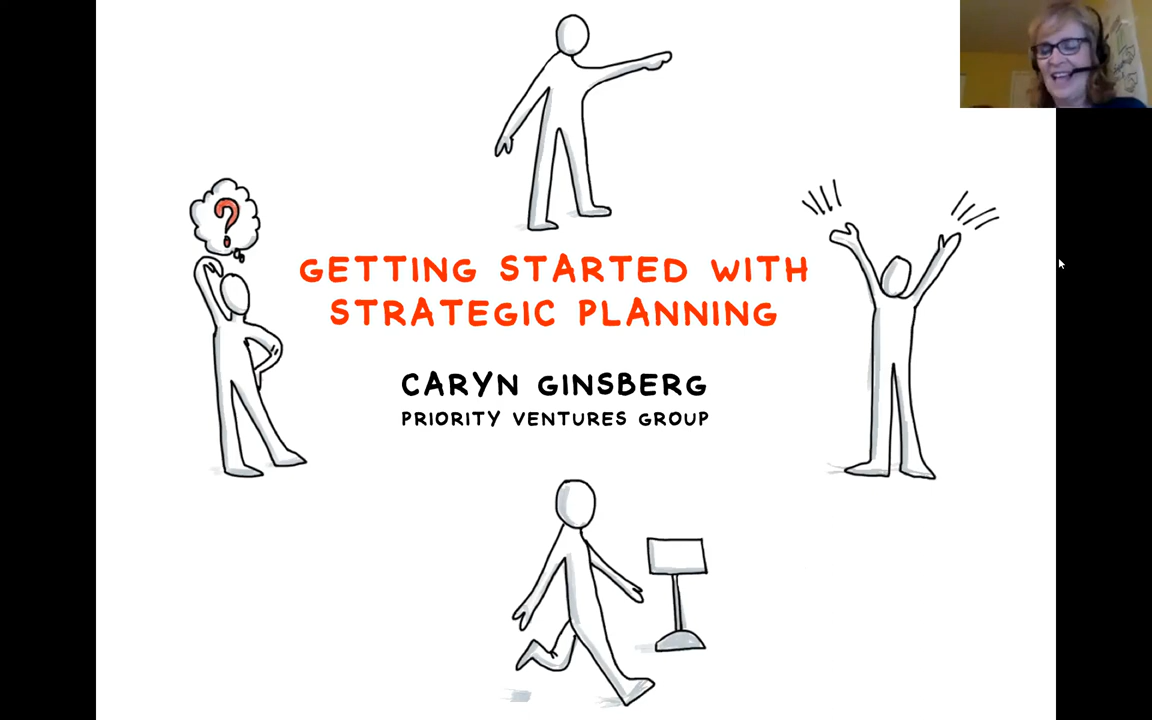 ?
GETTING STARTED WITH
STRATEGIC PLANNING
CARYN GINSBERG
PRIORITY VENTURES GROUP